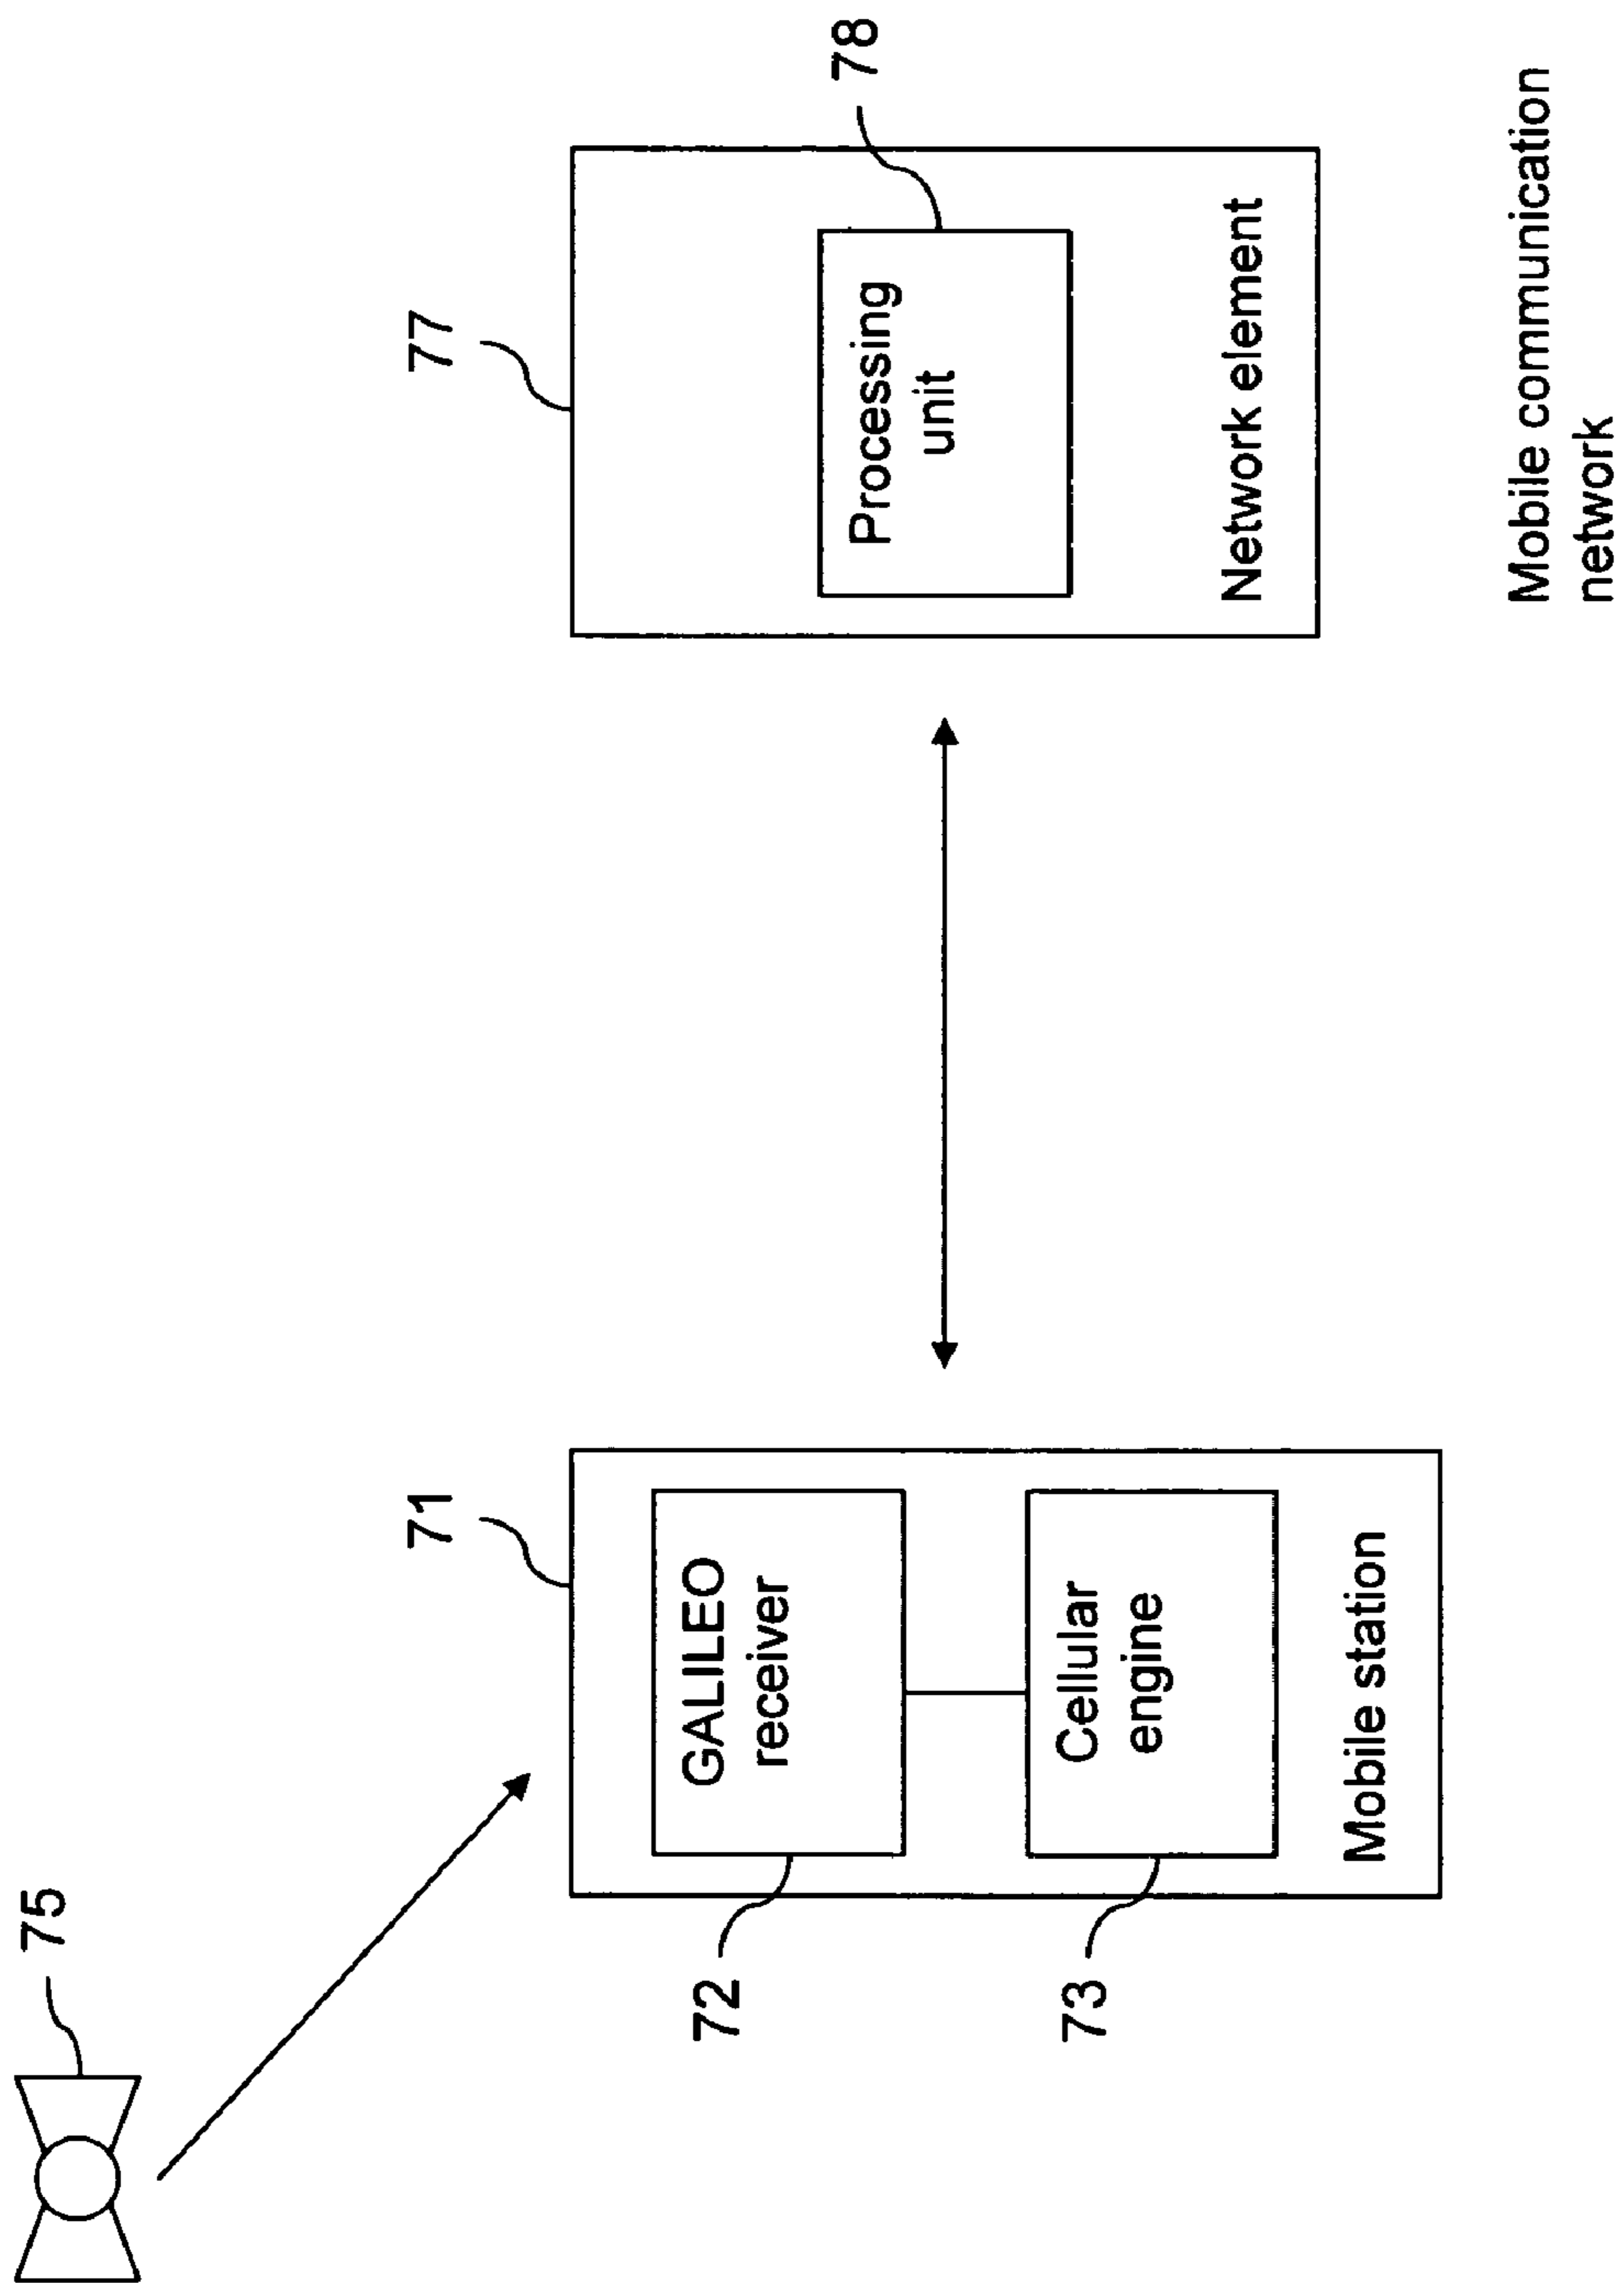 75
71
77
72
GALILEO
receiver
Processing
unit
78
73
Cellular
engine
Mobile station
Network element
Mobile communication
network